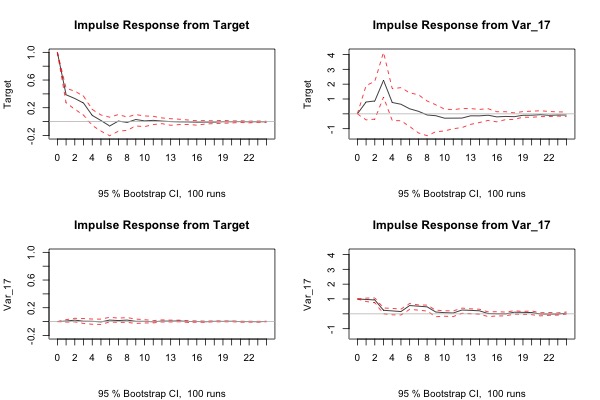 Impulse Response from Target
Target
1.0
0.6
0.2
-0.2
0 2 4 6 8 10 13 16 19 22
95 % Bootstrap CI, 100 runs
Impulse Response from Var_17
Target
4
3
2
1
-1
0 2 4 6 8 10 13 16 19 22
95 % Bootstrap CI, 100 runs
Impulse Response from Target
Var_17
1.0
0.6
0.2
-0.2
0 2 4 6 8 10 13 16 19 22
95 % Bootstrap CI, 100 runs
Impulse Response from Var_17
Var_17
4
3
2
1
-1
0 2 4 6 8 10 13 16 19 22
95 % Bootstrap CI, 100 runs